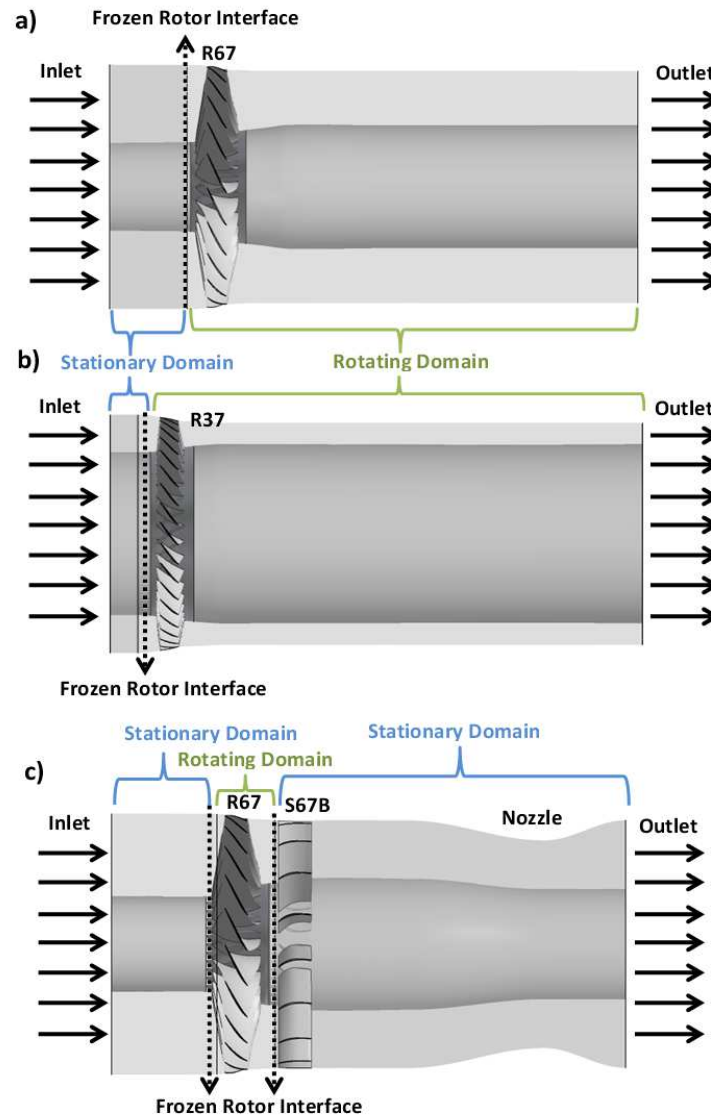 a)
Frozen Rotor Interface
R67
Inlet
Outlet
Stationary Domain
Rotating Domain
b)
Inlet
R37
Outlet
Frozen Rotor Interface
Stationary Domain
Stationary Domain
Rotating Domain
c)
R67
S67B
Inlet
Nozzle
Outlet
Frozen Rotor Interface